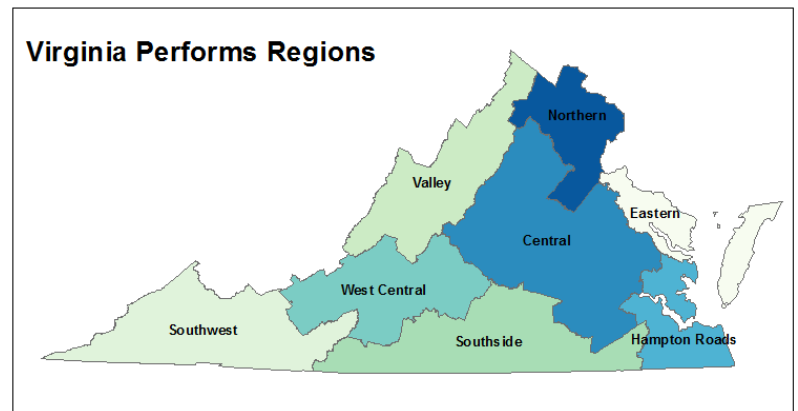 Virginia Performs Regions
Northern
Valley
Eastern
Central
West Central
Southwest
Southside
Hampton Roads